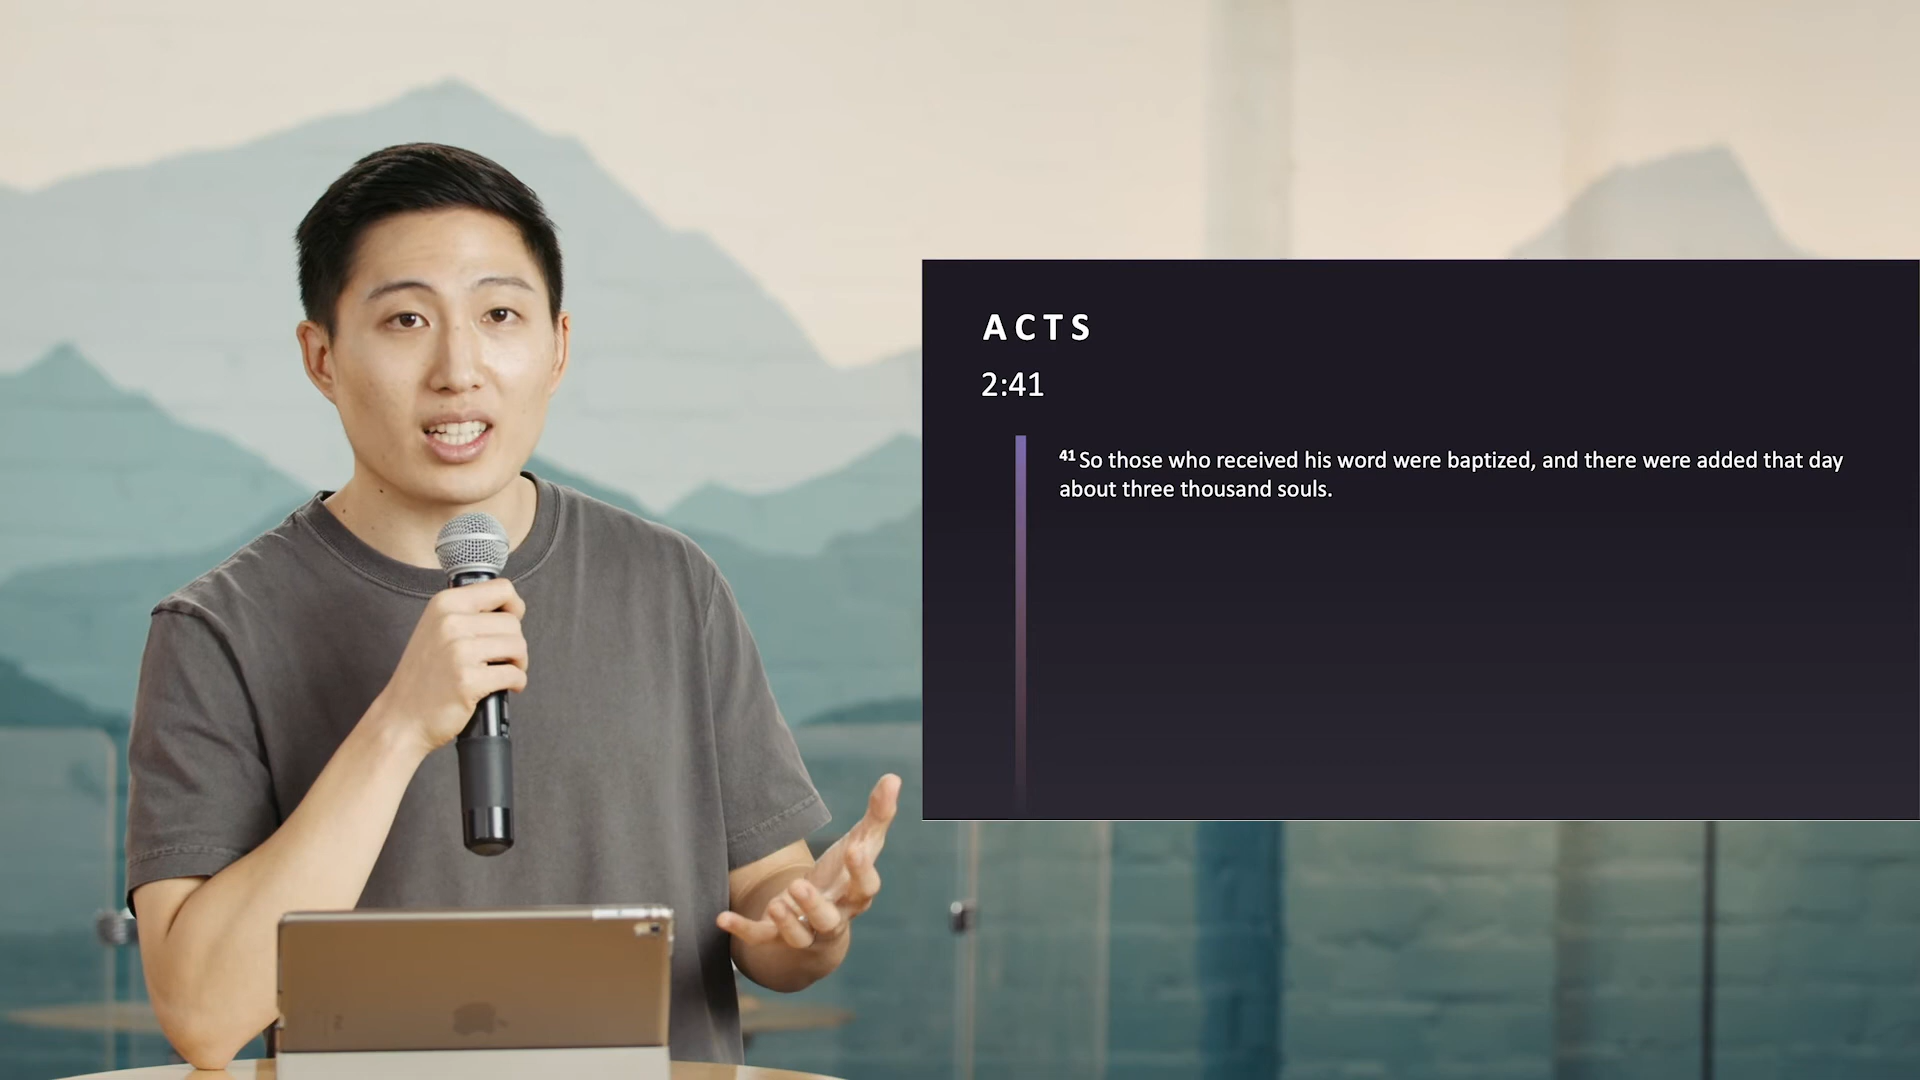 ACTS
2:41
41 So those who received his word were baptized, and there were added that day
about three thousand souls.